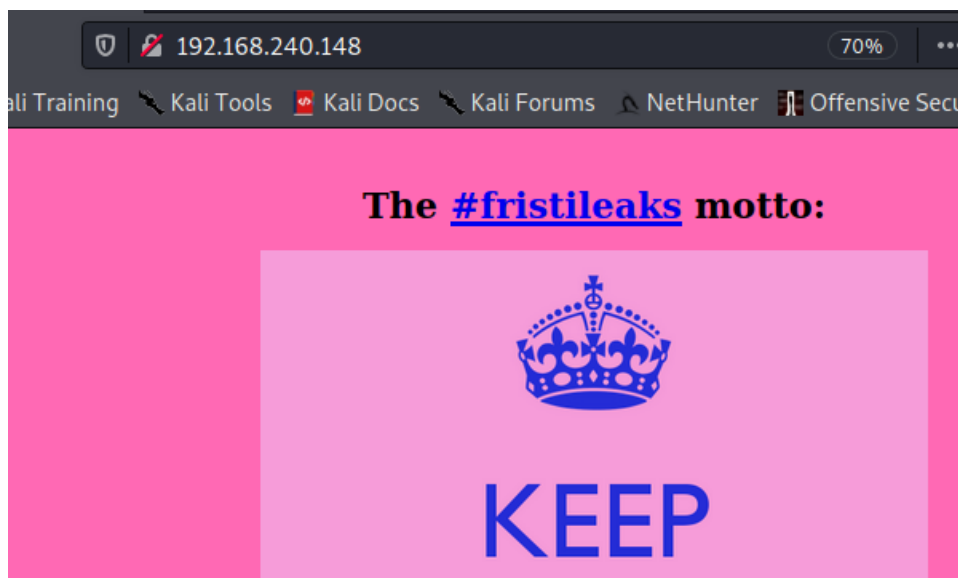 192.168.240.148 70%
ali Training Kali Tools Kali Docs Kali Forums NetHunter Offensive Secu
The #fristileaks motto:
KEEP